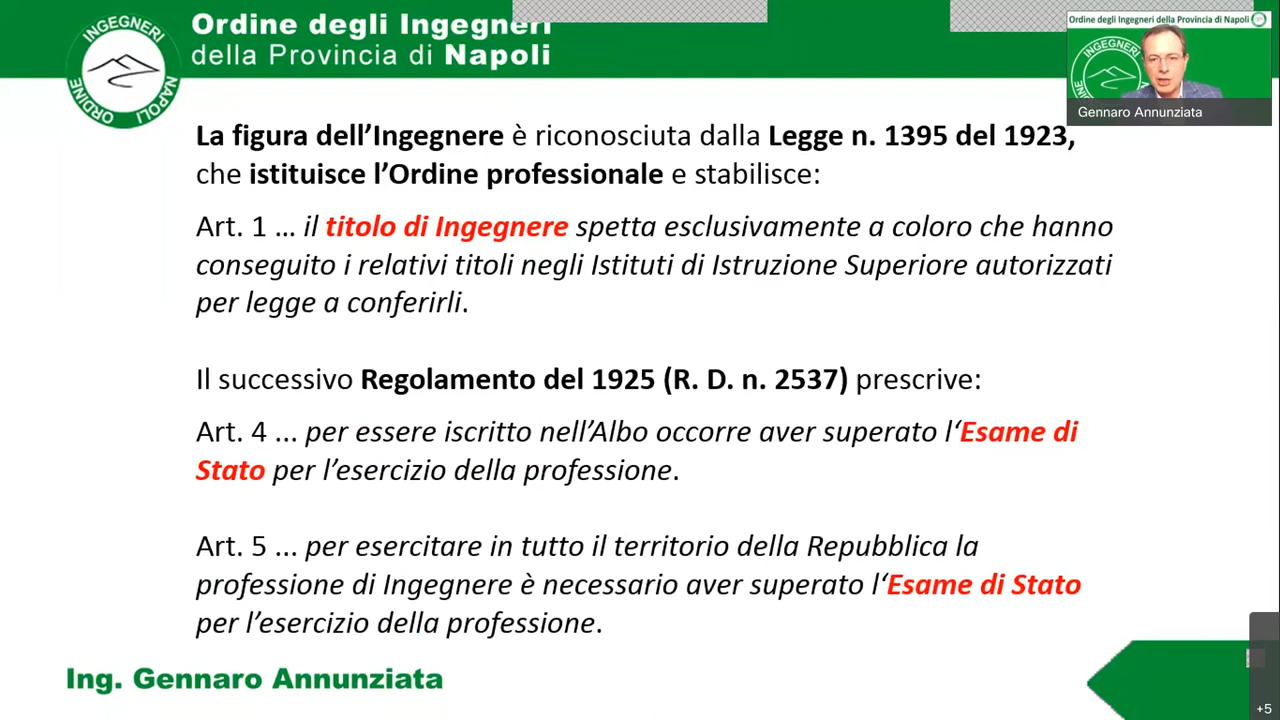 Ordine degli Ingegneri
della Provincia di Napoli
INGEGNERI
ORDINE NAPOLI
Ordine degli Ingegneri della Provincia di Napoli
INGEGNERI
Gennaro Annunziata
La figura dell’Ingegnere è riconosciuta dalla Legge n. 1395 del 1923,
che istituisce l’Ordine professionale e stabilisce:
Art. 1 … il titolo di Ingegnere spetta esclusivamente a coloro che hanno
conseguito i relativi titoli negli Istituti di Istruzione Superiore autorizzati
per legge a conferirli.
Il successivo Regolamento del 1925 (R. D. n. 2537) prescrive:
Art. 4 ... per essere iscritto nell’Albo occorre aver superato l‘Esame di
Stato per l’esercizio della professione.
Art. 5 ... per esercitare in tutto il territorio della Repubblica la
professione di Ingegnere è necessario aver superato l‘Esame di Stato
per l’esercizio della professione.
Ing. Gennaro Annunziata
+5